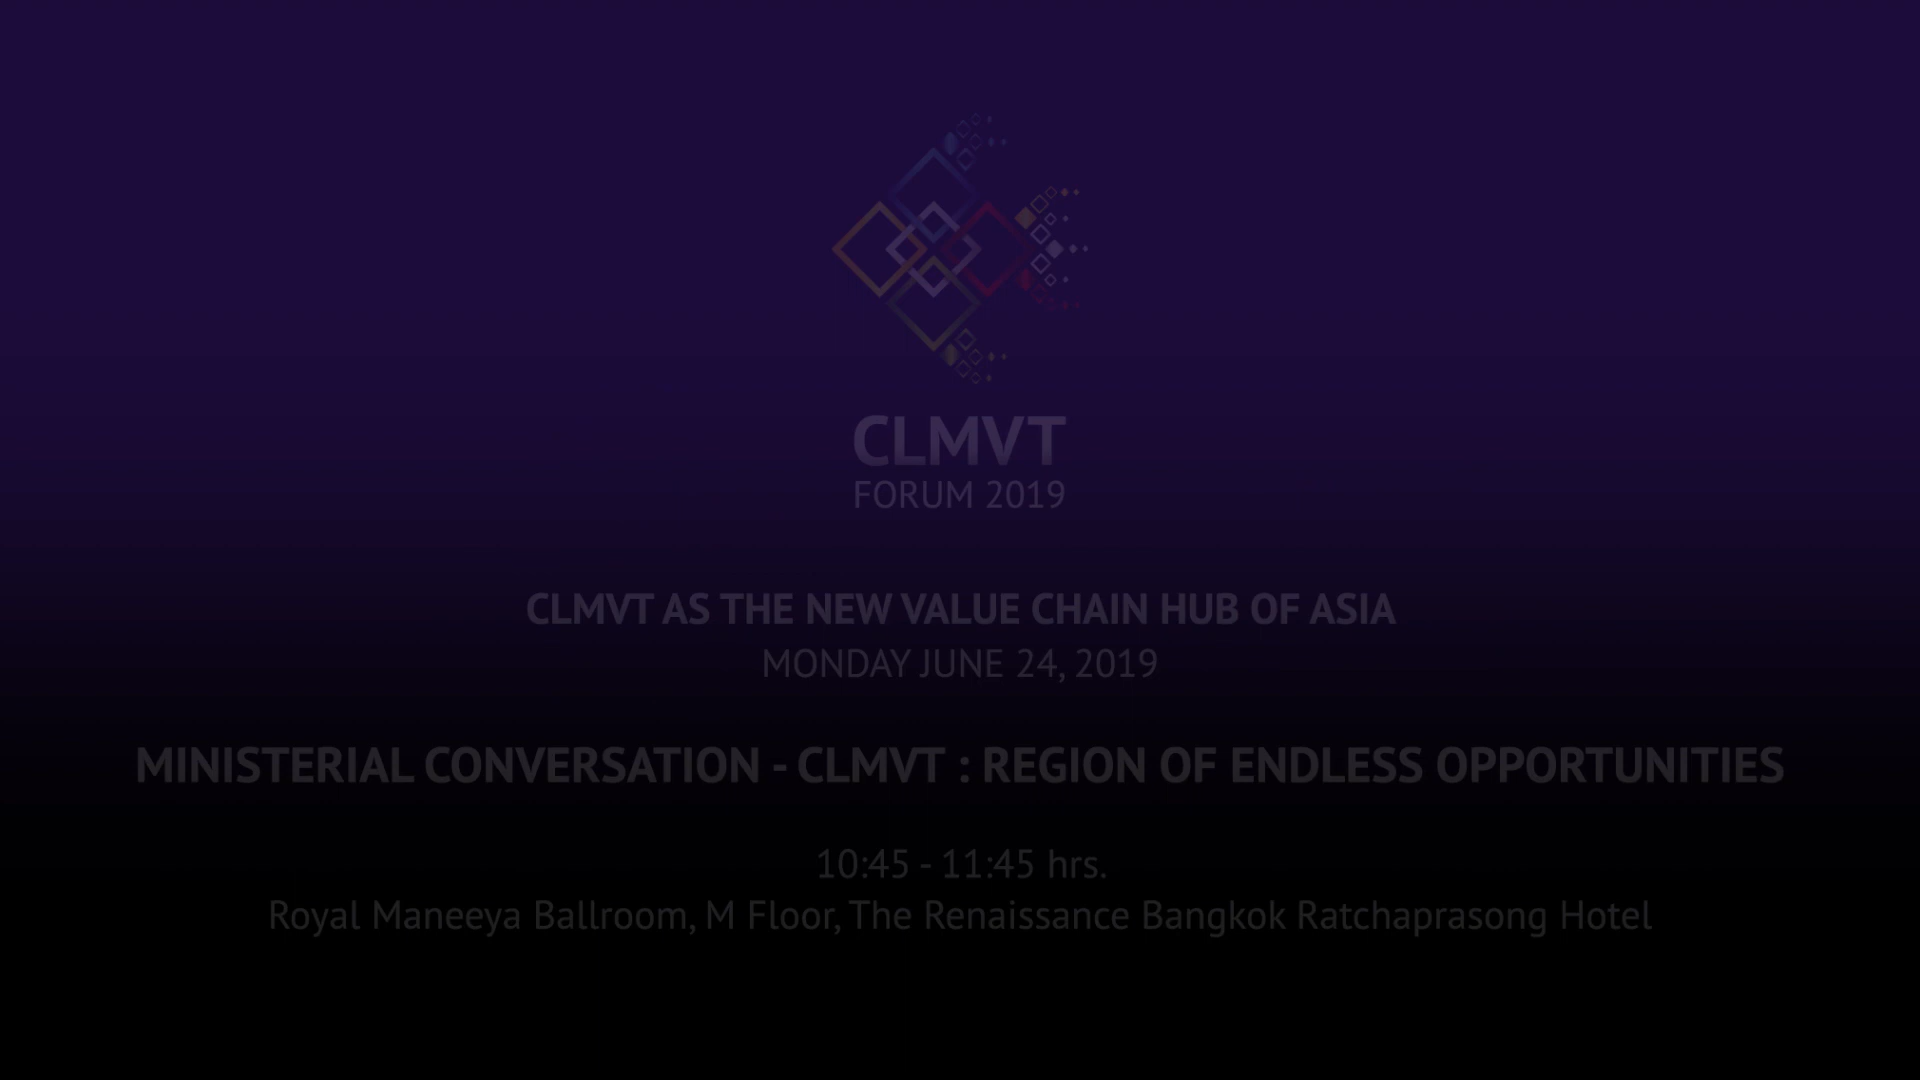 CLMVT
FORUM 2019
CLMVT AS THE NEW VALUE CHAIN HUB OF ASIA
MONDAY JUNE 24, 2019
MINISTERIAL CONVERSATION - CLMVT : REGION OF ENDLESS OPPORTUNITIES
10:45 - 11:45 hrs.
Royal Maneeya Ballroom, M Floor, The Renaissance Bangkok Ratchaprasong Hotel